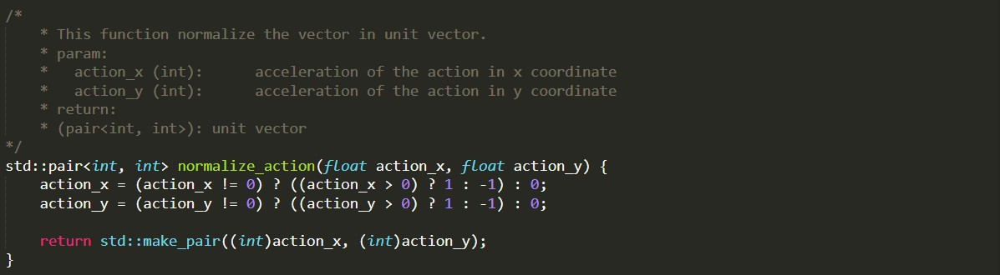 /*
    * This function normalize the vector in unit vector.
    * param:
    *   action_x (int):      acceleration of the action in x coordinate
    *   action_y (int):      acceleration of the action in y coordinate
    * return:
    * (pair<int, int>): unit vector
*/
std::pair<int, int> normalize_action(float action_x, float action_y) {
    action_x = (action_x != 0) ? ((action_x > 0) ? 1 : -1) : 0;
    action_y = (action_y != 0) ? ((action_y > 0) ? 1 : -1) : 0;

    return std::make_pair((int)action_x, (int)action_y);
}